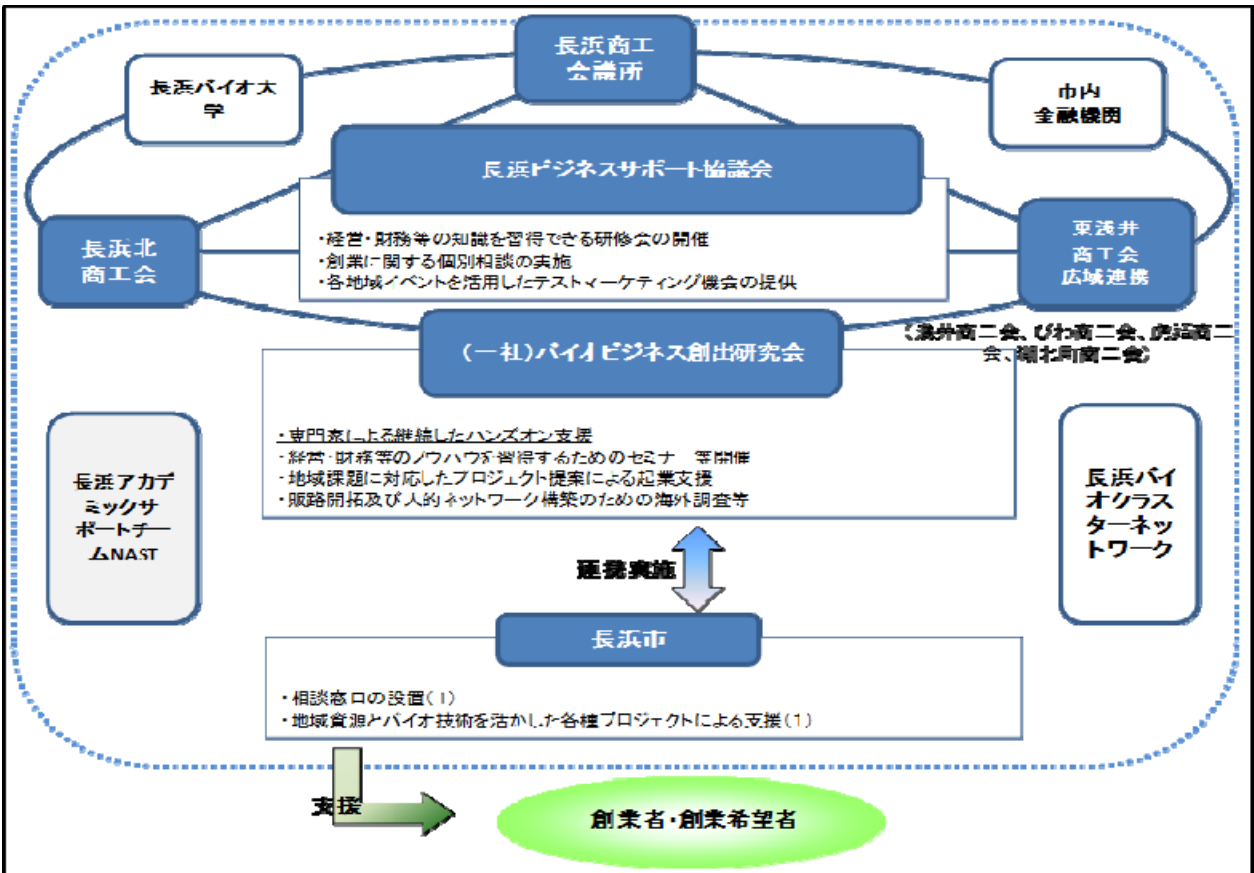 長浜商工
会議所
長浜バイオ大
学
市内
金融機関
長浜ビジネスサポート協議会
・経営・財務等の知識を習得できる研修会の開催
・創業に関する個別相談の実施
・各地域イベントを活用したテストマーケティング機会の提供
長浜北
商工会
東浅井
商工会
広域連携
(浅井商工会、びわ商工会、虎姫商工
会、湖北町商工会)
(一社)バイオビジネス創出研究会
・専門家による継続したハンズオン支援
・経営・財務等のノウハウを習得するためのセミナー等開催
・地域課題に対応したプロジェクト提案による起業支援
・販路開拓及び人的ネットワーク構築のための海外調査等
長浜アカデ
ミックサ
ポートチー
ムNAST
長浜バイ
オクラス
ターネッ
トワーク
連携実施
長浜市
・相談窓口の設置(1)
・地域資源とバイオ技術を活かした各種プロジェクトによる支援(1)
支援
創業者・創業希望者